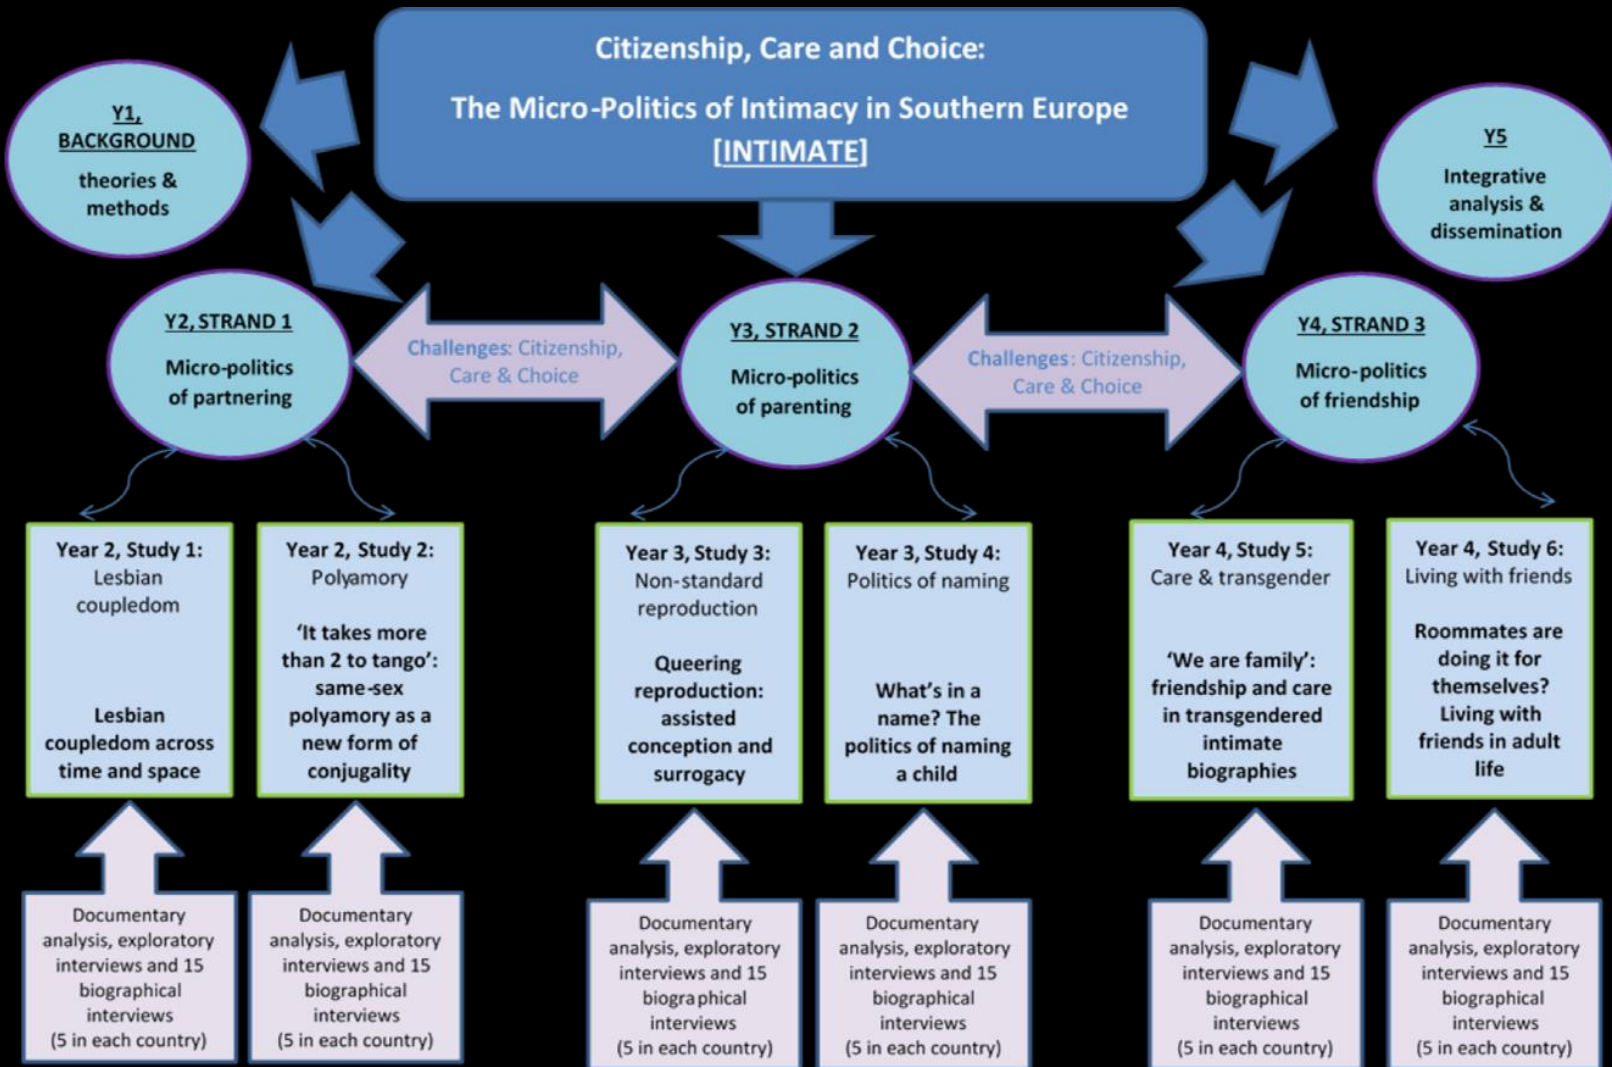 Citizenship, Care and Choice:
The Micro-Politics of Intimacy in Southern Europe
[INTIMATE]
Y1,
BACKGROUND
theories &
methods
Y5
Integrative
analysis &
dissemination
Y2, STRAND 1
Micro-politics
of partnering
Challenges: Citizenship,
Care & Choice
Y3, STRAND 2
Micro-politics
of parenting
Challenges: Citizenship,
Care & Choice
Y4, STRAND 3
Micro-politics
of friendship
Year 2, Study 1:
Lesbian
coupledom
Lesbian
coupledom across
time and space
Year 2, Study 2:
Polyamory
‘It takes more
than 2 to tango’:
same-sex
polyamory as a
new form of
conjugality
Year 3, Study 3:
Non-standard
reproduction
Queering
reproduction:
assisted
conception and
surrogacy
Year 3, Study 4:
Politics of naming
What’s in a
name? The
politics of naming
a child
Year 4, Study 5:
Care & transgender
‘We are family’:
friendship and care
in transgendered
intimate
biographies
Year 4, Study 6:
Living with friends
Roommates are
doing it for
themselves?
Living with
friends in adult
life
Documentary
analysis, exploratory
interviews and 15
biographical
interviews
(5 in each country)
Documentary
analysis, exploratory
interviews and 15
biographical
interviews
(5 in each country)
Documentary
analysis, exploratory
interviews and 15
biographical
interviews
(5 in each country)
Documentary
analysis, exploratory
interviews and 15
biographical
interviews
(5 in each country)
Documentary
analysis, exploratory
interviews and 15
biographical
interviews
(5 in each country)
Documentary
analysis, exploratory
interviews and 15
biographical
interviews
(5 in each country)